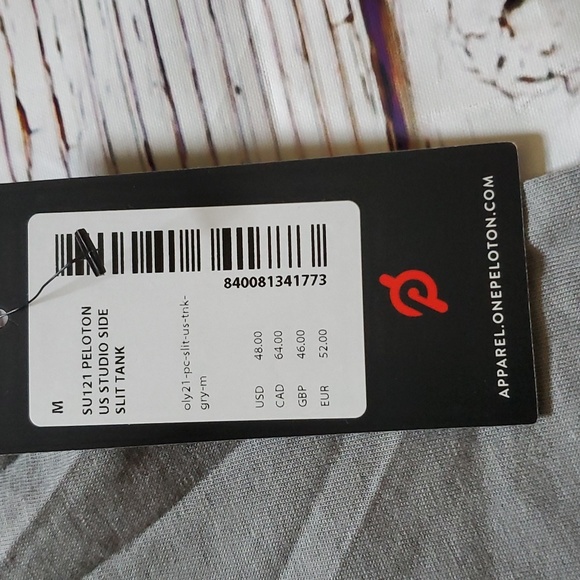 840081341773
M
SU121 PELOTON
US STUDIO SIDE
SLIT TANK
oly21-pc-slit-us-tnk-
gry-m
USD 48.00
CAD 64.00
GBP 46.00
EUR 52.00
APPAREL.ONEPELOTON.COM